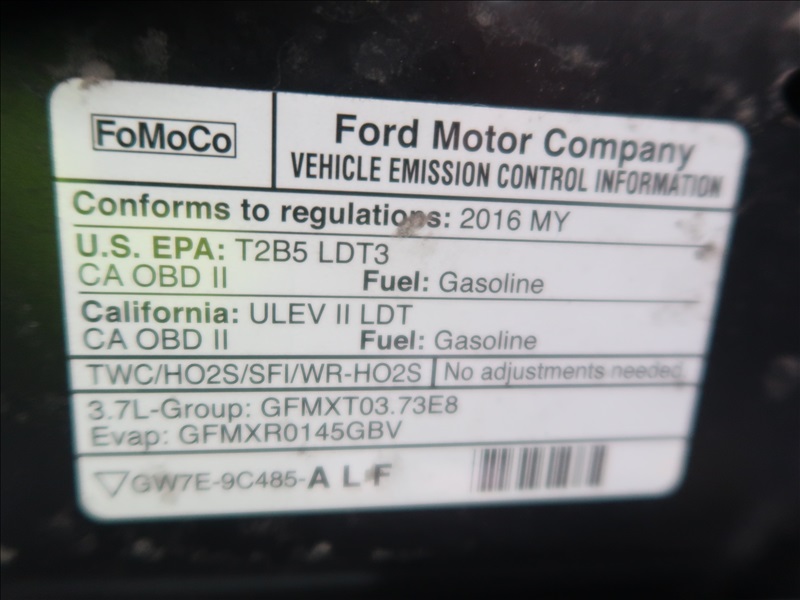 FoMoCo
Ford Motor Company
VEHICLE EMISSION CONTROL INFORMATION
Conforms to regulations: 2016 MY
U.S. EPA: T2B5 LDT3
CA OBD II Fuel: Gasoline
California: ULEV II LDT
CA OBD II Fuel: Gasoline
TWC/HO2S/SFI/WR-HO2S No adjustments needed.
3.7L-Group: GFMXT03.73E8
Evap: GFMXR0145GBV
▽GW7E-9C485-A L F